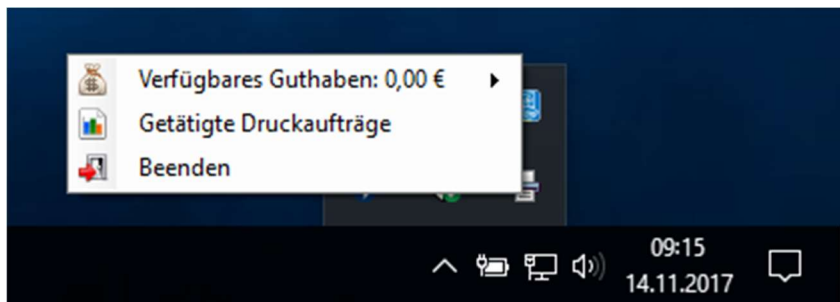 Verfügbares Guthaben: 0,00 €
Getätigte Druckaufträge
Beenden
09:15
14.11.2017